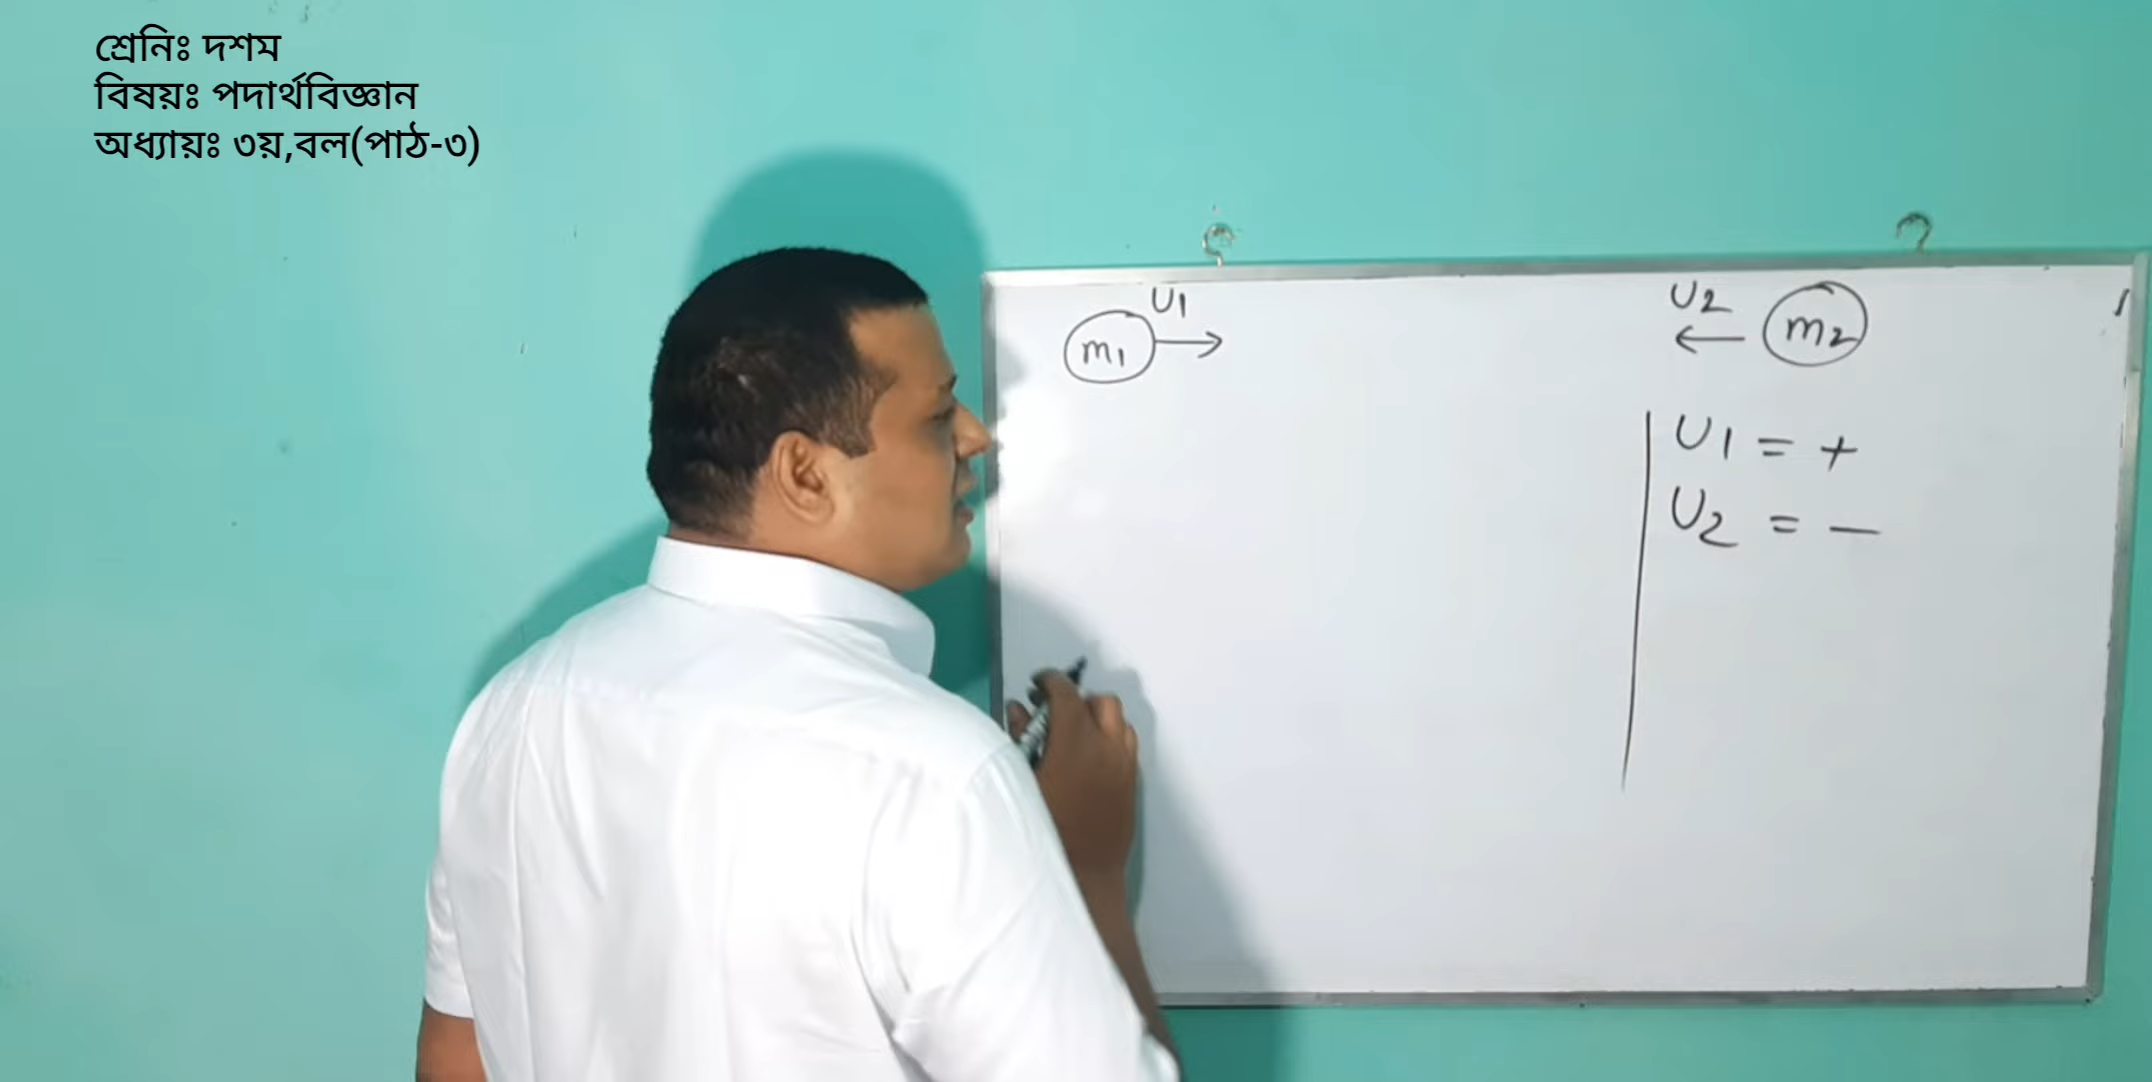 শ্রেনিঃ দশম
বিষয়ঃ পদার্থবিজ্ঞান
অধ্যায়ঃ ৩য়,বল(পাঠ-৩)
U1
m1
U2
m2
U1 = +
U2 = -